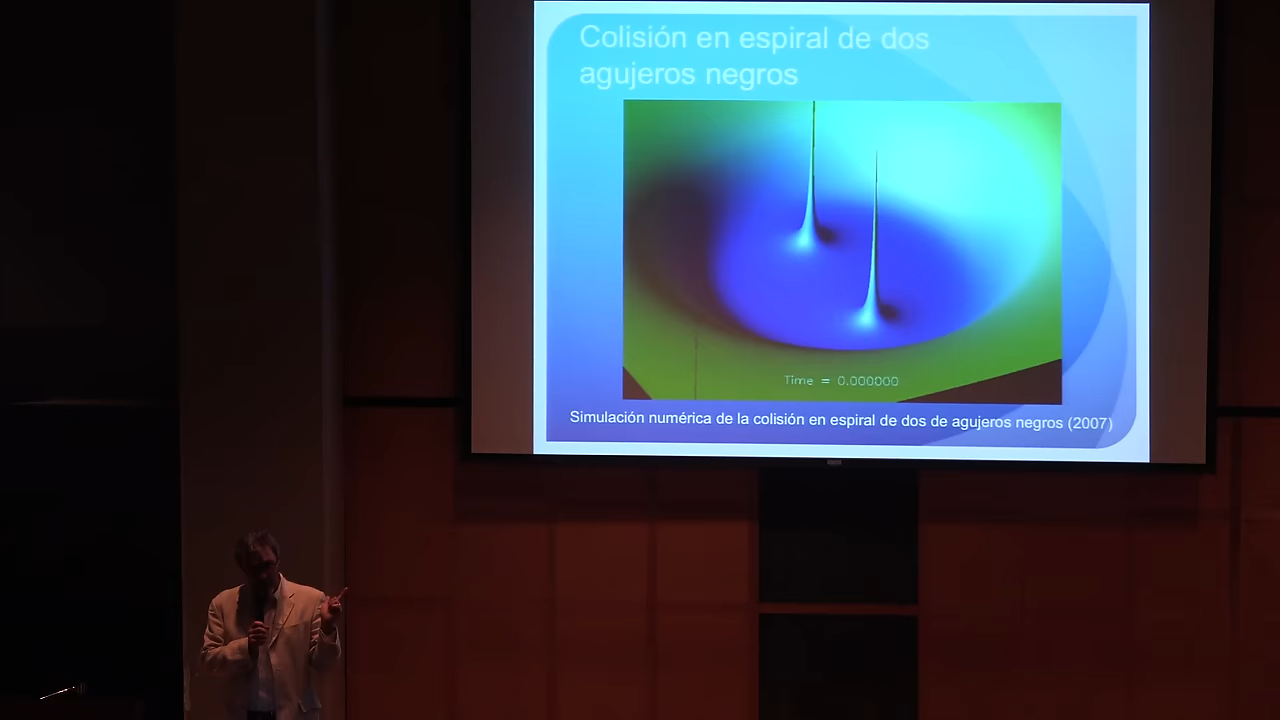 Colisión en espiral de dos
agujeros negros
Time = 0.000000
Simulación numérica de la colisión en espiral de dos de agujeros negros (2007)